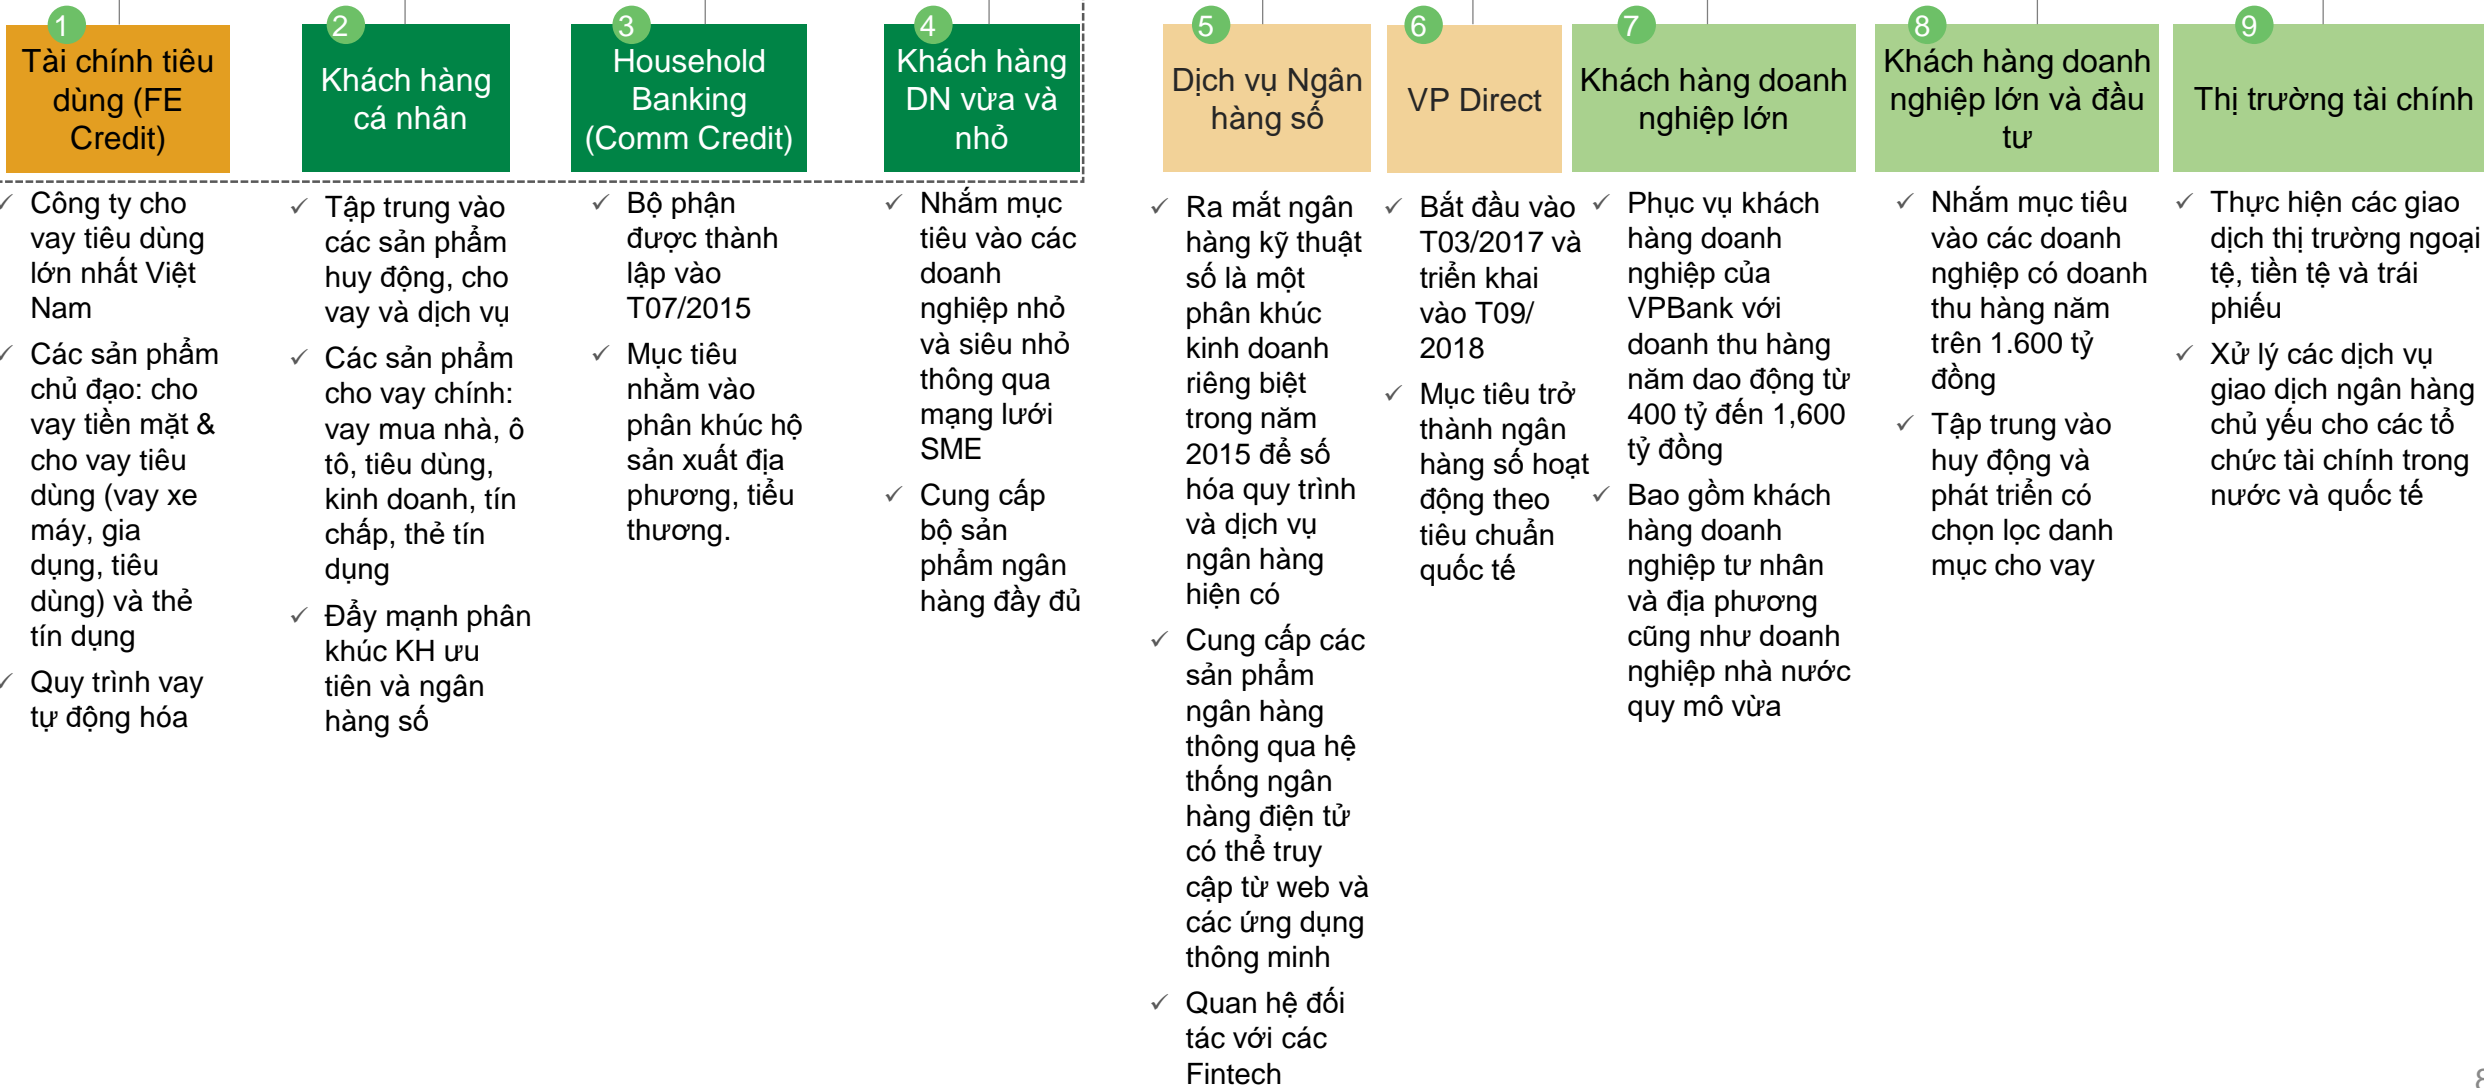 1
Tài chính tiêu
dùng (FE
Credit)
Công ty cho
vay tiêu dùng
lớn nhất Việt
Nam
Các sản phẩm
chủ đạo: cho
vay tiền mặt &
cho vay tiêu
dùng (vay xe
máy, gia
dụng, tiêu
dùng) và thẻ
tín dụng
Quy trình vay
tự động hóa
2
Khách hàng
cá nhân
Tập trung vào
các sản phẩm
huy động, cho
vay và dịch vụ
Các sản phẩm
cho vay chính:
vay mua nhà, ô
tô, tiêu dùng,
kinh doanh, tín
chấp, thẻ tín
dụng
Đẩy mạnh phân
khúc KH ưu
tiên và ngân
hàng số
3
Household
Banking
(Comm Credit)
Bộ phận
được thành
lập vào
T07/2015
Mục tiêu
nhằm vào
phân khúc hộ
sản xuất địa
phương, tiểu
thương.
4
Khách hàng
DN vừa và
nhỏ
Nhắm mục
tiêu vào các
doanh
nghiệp nhỏ
và siêu nhỏ
thông qua
mạng lưới
SME
Cung cấp
bộ sản
phẩm ngân
hàng đầy đủ
5
Dịch vụ Ngân
hàng số
Ra mắt ngân
hàng kỹ thuật
số là một
phân khúc
kinh doanh
riêng biệt
trong năm
2015 để số
hóa quy trình
và dịch vụ
ngân hàng
hiện có
Cung cấp các
sản phẩm
ngân hàng
thông qua hệ
thống ngân
hàng điện tử
có thể truy
cập từ web và
các ứng dụng
thông minh
Quan hệ đối
tác với các
Fintech
6
VP Direct
Bắt đầu vào
T03/2017 và
triển khai
vào T09/
2018
Mục tiêu trở
thành ngân
hàng số hoạt
động theo
tiêu chuẩn
quốc tế
7
Khách hàng doanh
nghiệp lớn
Phục vụ khách
hàng doanh
nghiệp của
VPBank với
doanh thu hàng
năm dao động từ
400 tỷ đến 1,600
tỷ đồng
Bao gồm khách
hàng doanh
nghiệp tư nhân
và địa phương
cũng như doanh
nghiệp nhà nước
quy mô vừa
8
Khách hàng doanh
nghiệp lớn và đầu
tư
Nhắm mục tiêu
vào các doanh
nghiệp có doanh
thu hàng năm
trên 1.600 tỷ
đồng
Tập trung vào
huy động và
phát triển có
chọn lọc danh
mục cho vay
9
Thị trường tài chính
Thực hiện các giao
dịch thị trường ngoại
tệ, tiền tệ và trái
phiếu
Xử lý các dịch vụ
giao dịch ngân hàng
chủ yếu cho các tổ
chức tài chính trong
nước và quốc tế